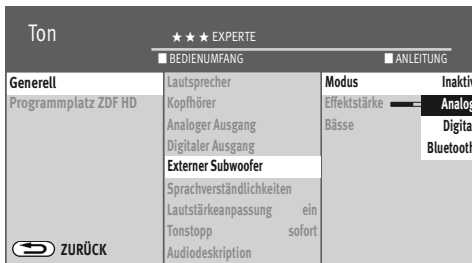 Ton
★ ★ ★ EXPERTE
BEDIENUMFANG
ANLEITUNG
Generell
Programmplatz ZDF HD
ZURÜCK
Lautsprecher
Kopfhörer
Analoger Ausgang
Digitaler Ausgang
Externer Subwoofer
Sprachverständlichkeiten
Lautstärkeanpassung ein
Tonstopp sofort
Audiodeskription
Modus
Effektstärke
Bässe
Inaktiv
Analog
Digita
Bluetooth